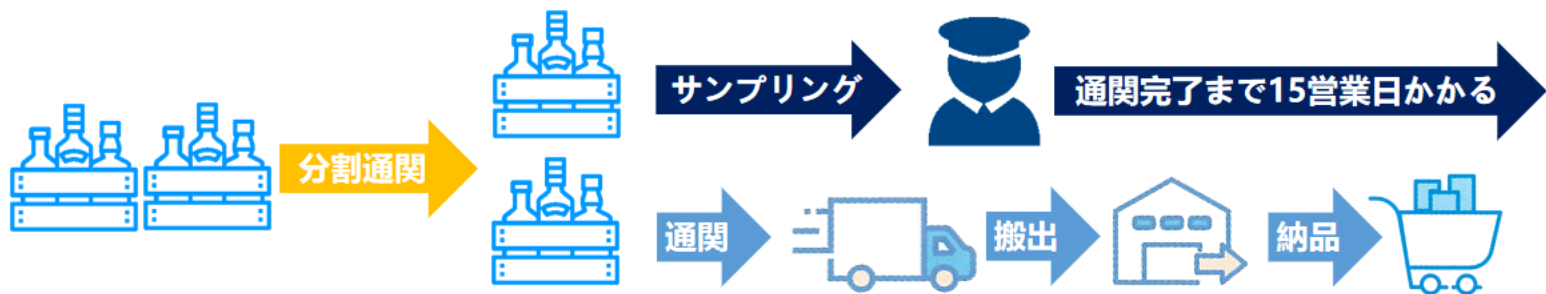 分割通関
サンプリング
通関完了まで15営業日かかる
通関
搬出
納品